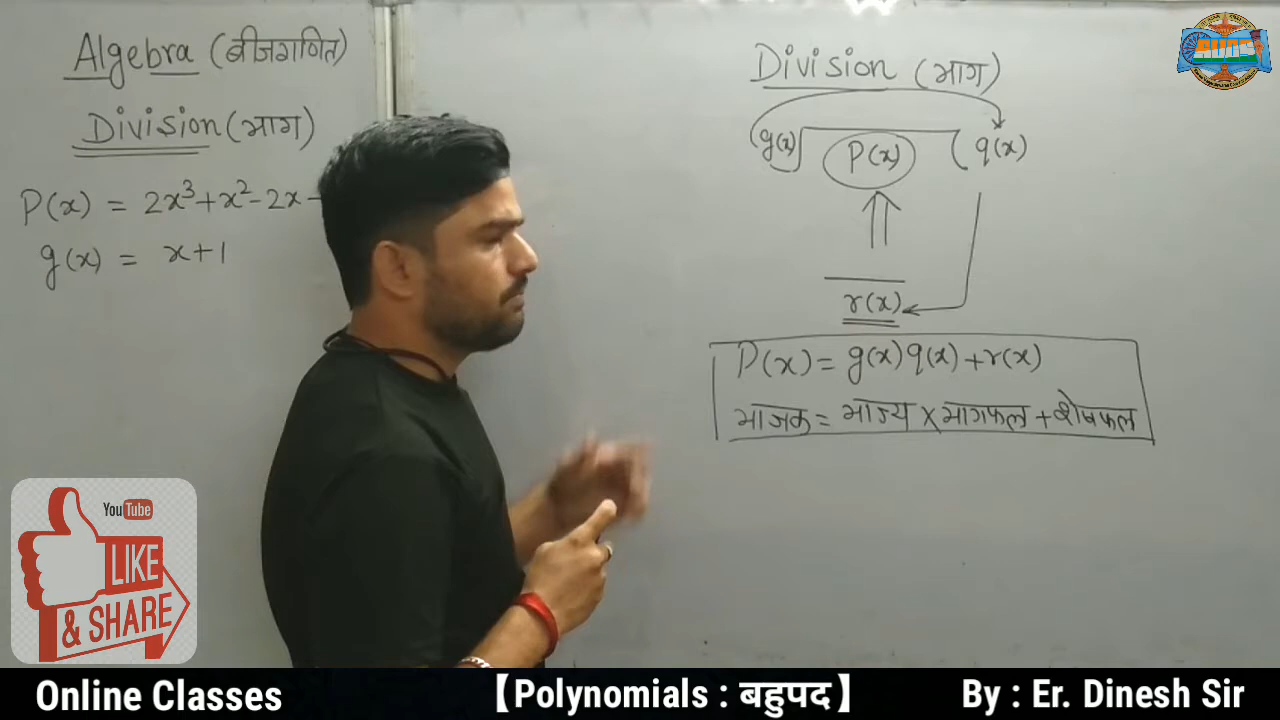 Algebra (बीजगणित)
Division (भाग)
P(x) = 2x³+x²-2x-
g(x) = x+1
Division (भाग)
g(x) P(x) q(x)
r(x)
P(x) = g(x) q(x) + r(x)
भाजक = भाज्य × भागफल + शेषफल
YouTube
LIKE
& SHARE
Online Classes
【Polynomials : बहुपद】
By : Er. Dinesh Sir